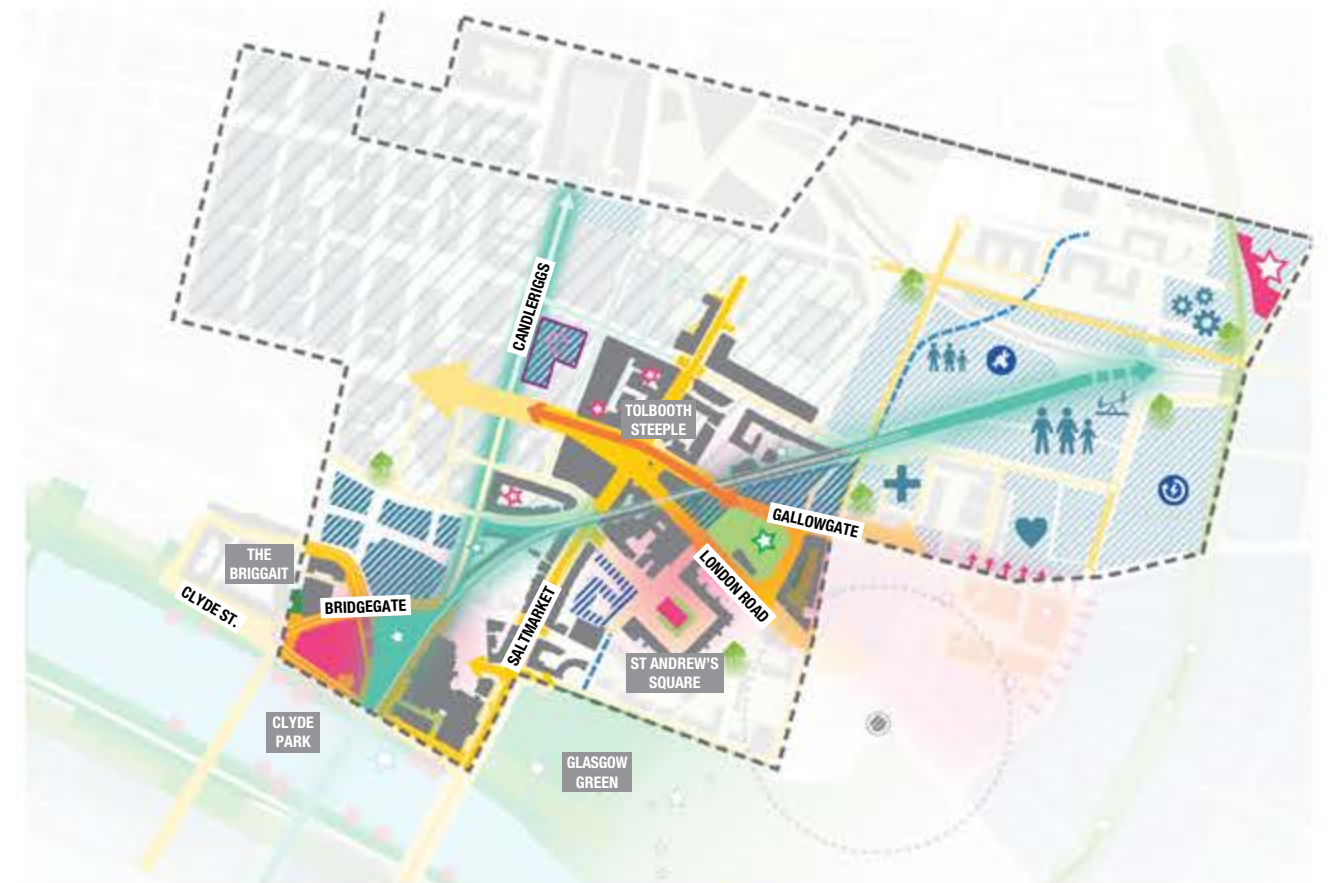 CANDLERIGGS
TOLBOOTH
STEEPLE
GALLOWGATE
LONDON ROAD
THE
BRIGGAIT
CLYDE ST.
BRIDGEGATE
SALTMARKET
ST ANDREW'S
SQUARE
CLYDE
PARK
GLASGOW
GREEN